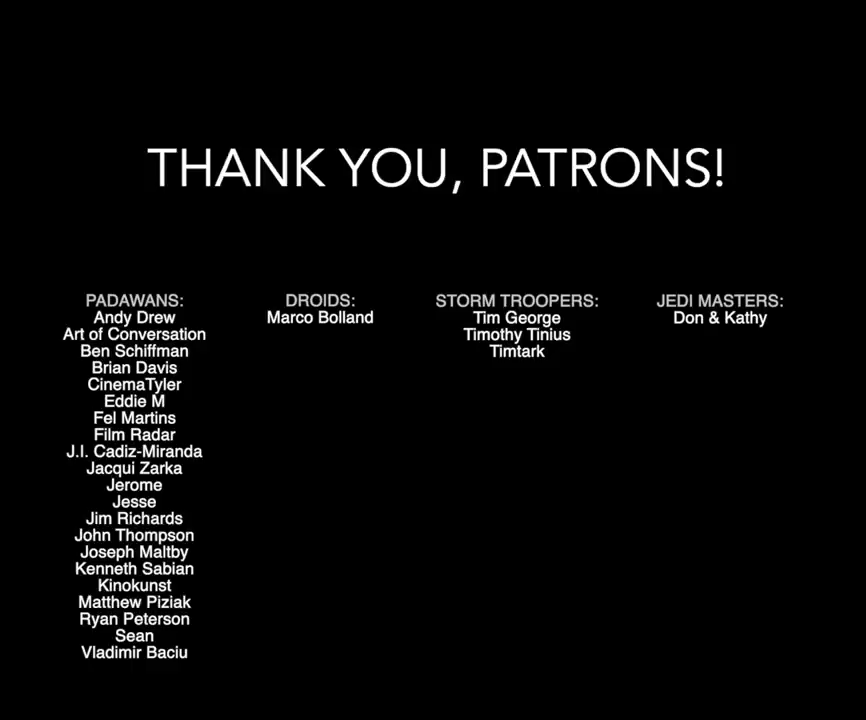 THANK YOU, PATRONS!
PADAWANS:
Andy Drew
Art of Conversation
Ben Schiffman
Brian Davis
CinemaTyler
Eddie M
Fel Martins
Film Radar
J.I. Cadiz-Miranda
Jacqui Zarka
Jerome
Jesse
Jim Richards
John Thompson
Joseph Maltby
Kenneth Sabian
Kinokunst
Matthew Piziak
Ryan Peterson
Sean
Vladimir Baciu
DROIDS:
Marco Bolland
STORM TROOPERS:
Tim George
Timothy Tinius
Timtark
JEDI MASTERS:
Don & Kathy